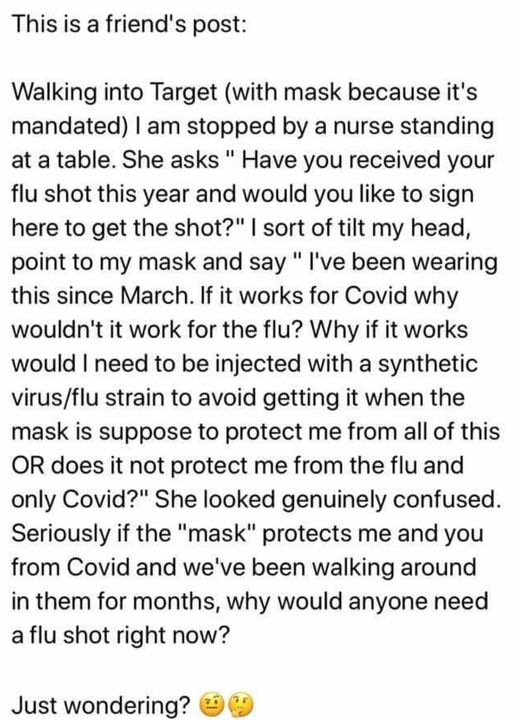 This is a friend's post:
Walking into Target (with mask because it's
mandated) I am stopped by a nurse standing
at a table. She asks " Have you received your
flu shot this year and would you like to sign
here to get the shot?" I sort of tilt my head,
point to my mask and say " I've been wearing
this since March. If it works for Covid why
wouldn't it work for the flu? Why if it works
would I need to be injected with a synthetic
virus/flu strain to avoid getting it when the
mask is suppose to protect me from all of this
OR does it not protect me from the flu and
only Covid?" She looked genuinely confused.
Seriously if the "mask" protects me and you
from Covid and we've been walking around
in them for months, why would anyone need
a flu shot right now?
Just wondering? 🤨🤔